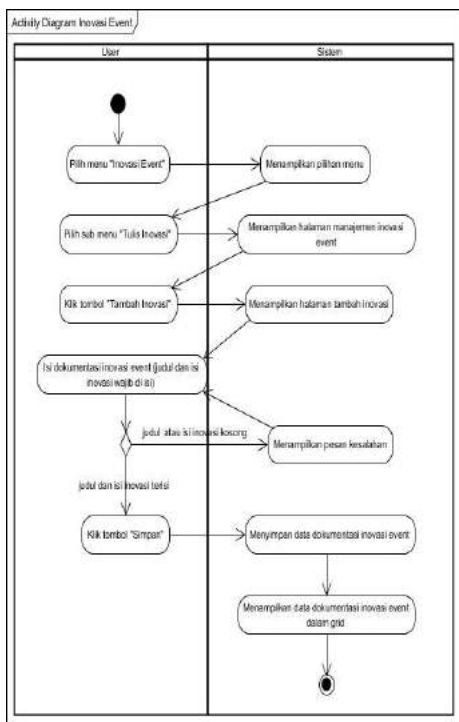 Activity Diagram Inovasi Event
User
Sistem
Pilih menu "Inovasi Event"
Menampilkan pilihan menu
Pilih sub menu "Tulis Inovasi"
Menampilkan halaman manajemen inovasi
event
Klik tombol "Tambah Inovasi"
Menampilkan halaman tambah inovasi
Isi dokumentasi inovasi event (judul dan isi
inovasi wajib di isi)
judul atau isi inovasi kosong
Menampilkan pesan kesalahan
judul dan isi inovasi terisi
Klik tombol "Simpan"
Menyimpan data dokumentasi inovasi event
Menampilkan data dokumentasi inovasi event
dalam grid